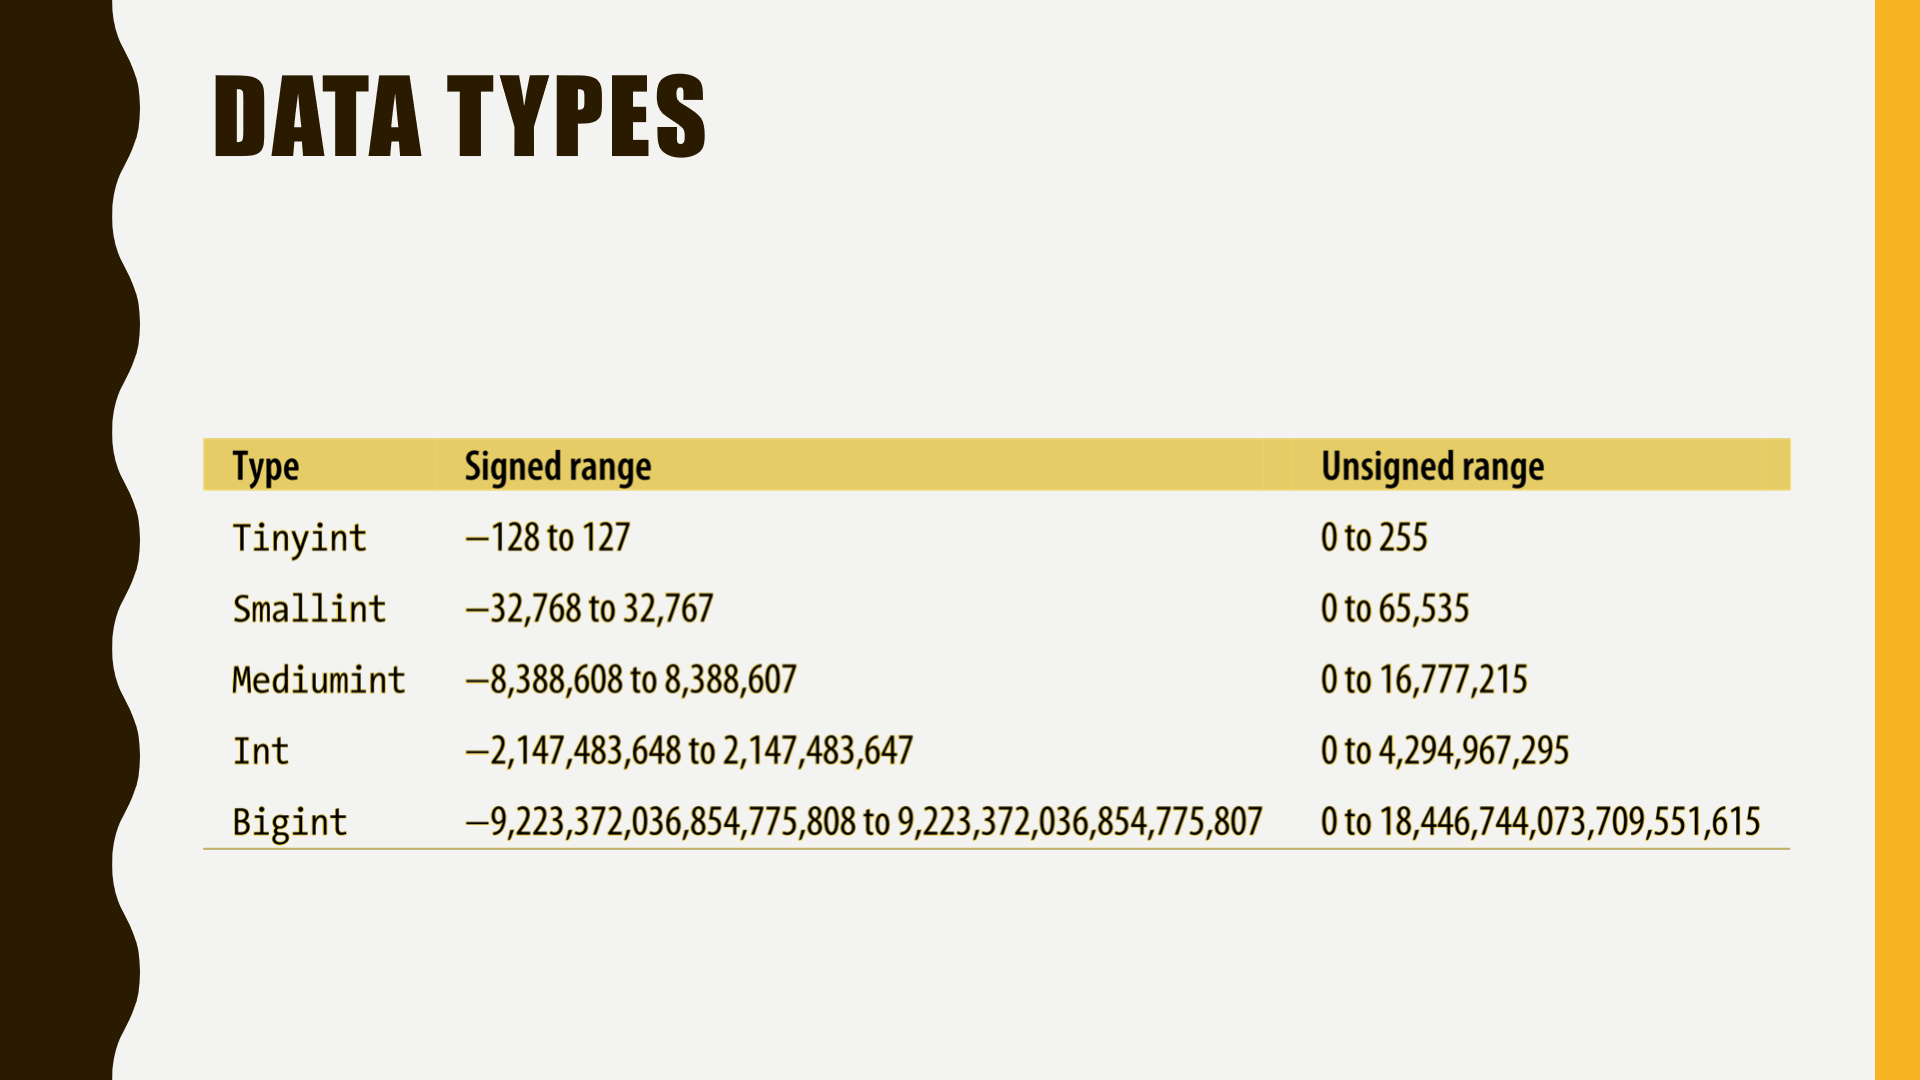 DATA TYPES
Type Signed range Unsigned range
Tinyint —128 to 127 0 to 255
Smallint —32,768 to 32,767 0 to 65,535
Mediumint —8,388,608 to 8,388,607 0 to 16,777,215
Int —2,147,483,648 to 2,147,483,647 0 to 4,294,967,295
Bigint —9,223,372,036,854,775,808 to 9,223,372,036,854,775,807 0 to 18,446,744,073,709,551,615